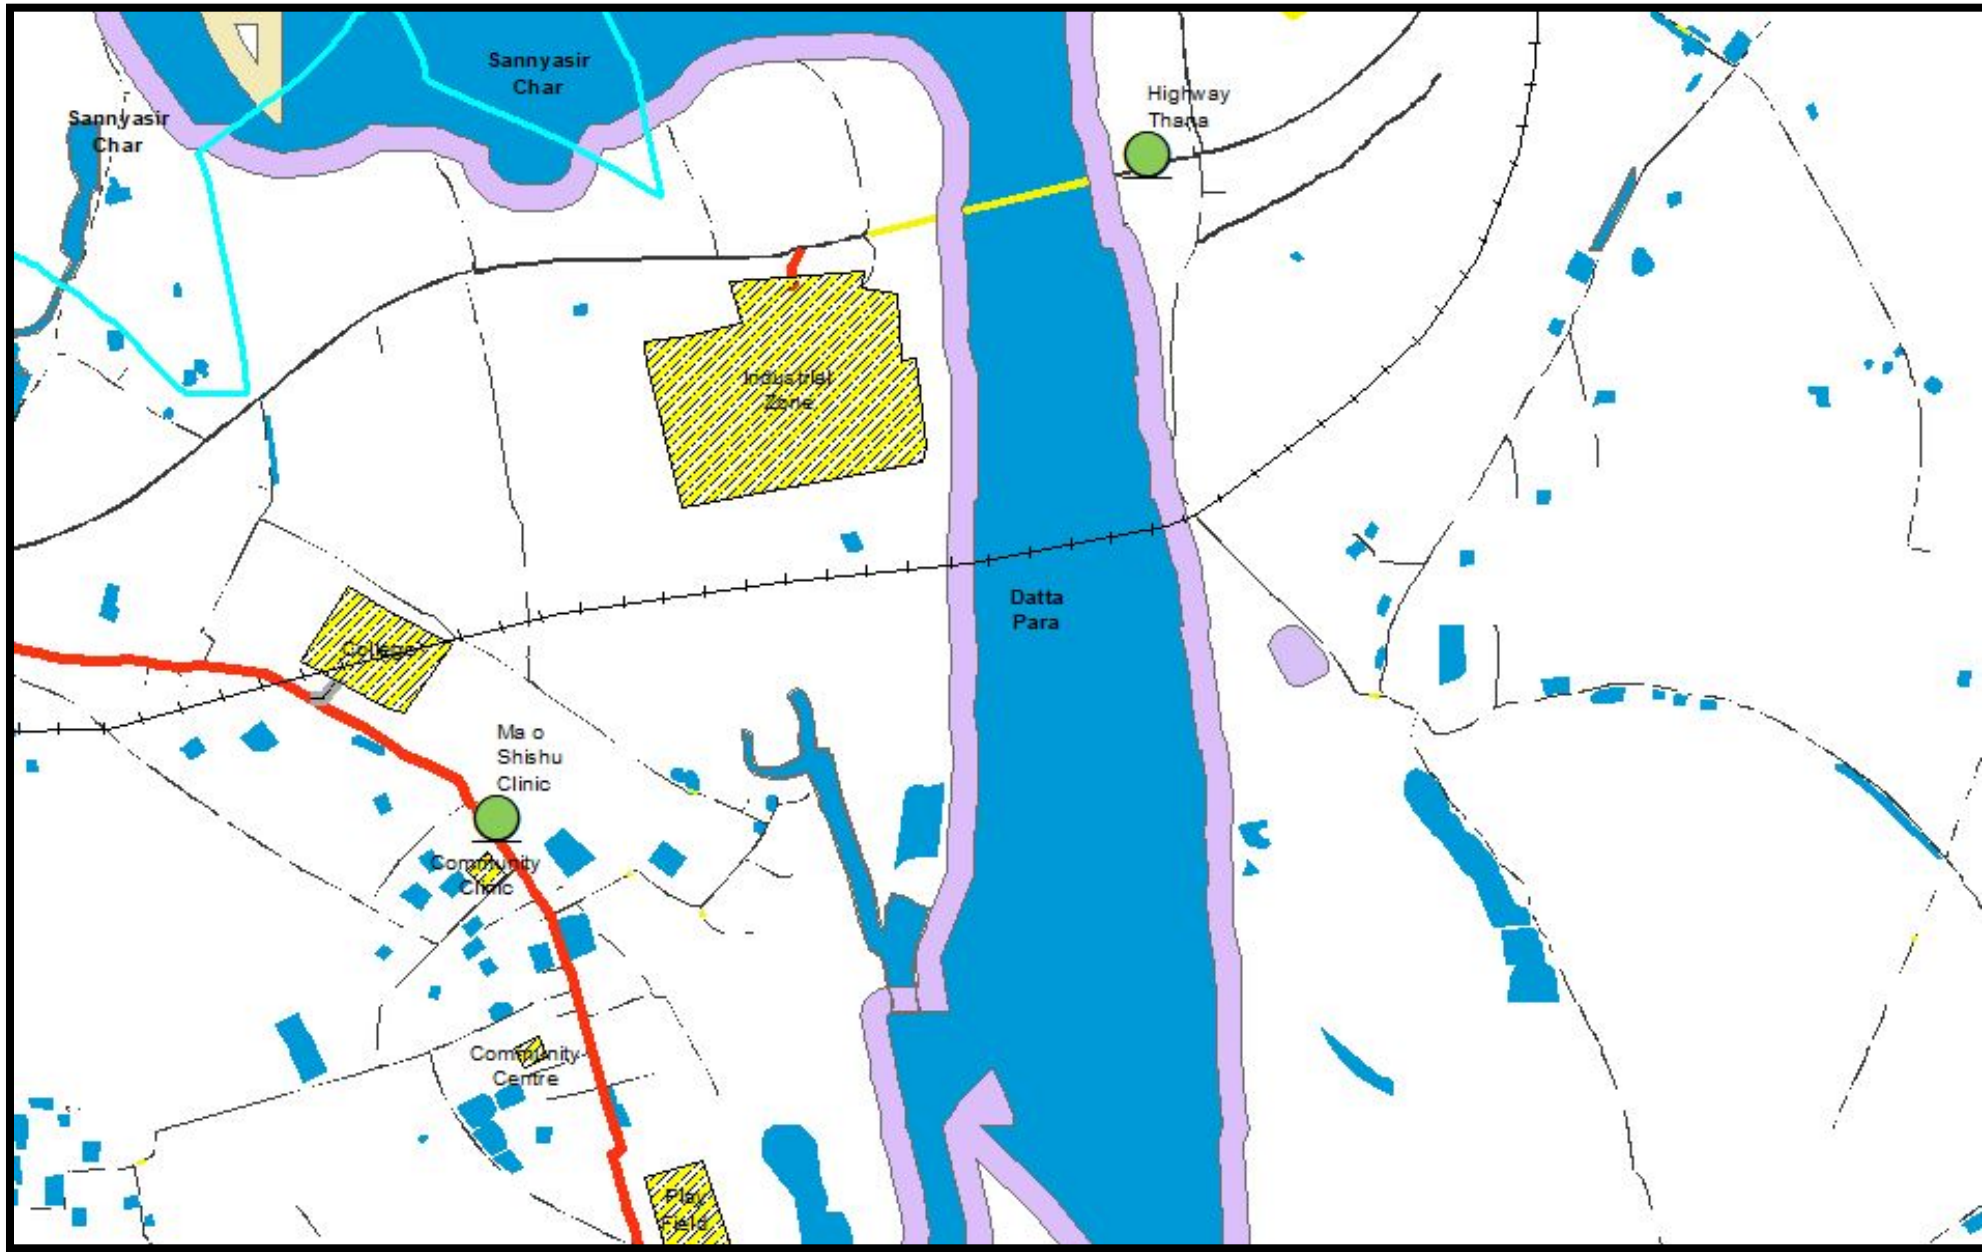 Sannyasir
Char
Sannyasir
Char
Highway
Thana
Industrial
Zone
Datta
Para
College
Ma o
Shishu
Clinic
Community
Clinic
Community
Centre
Play
Field